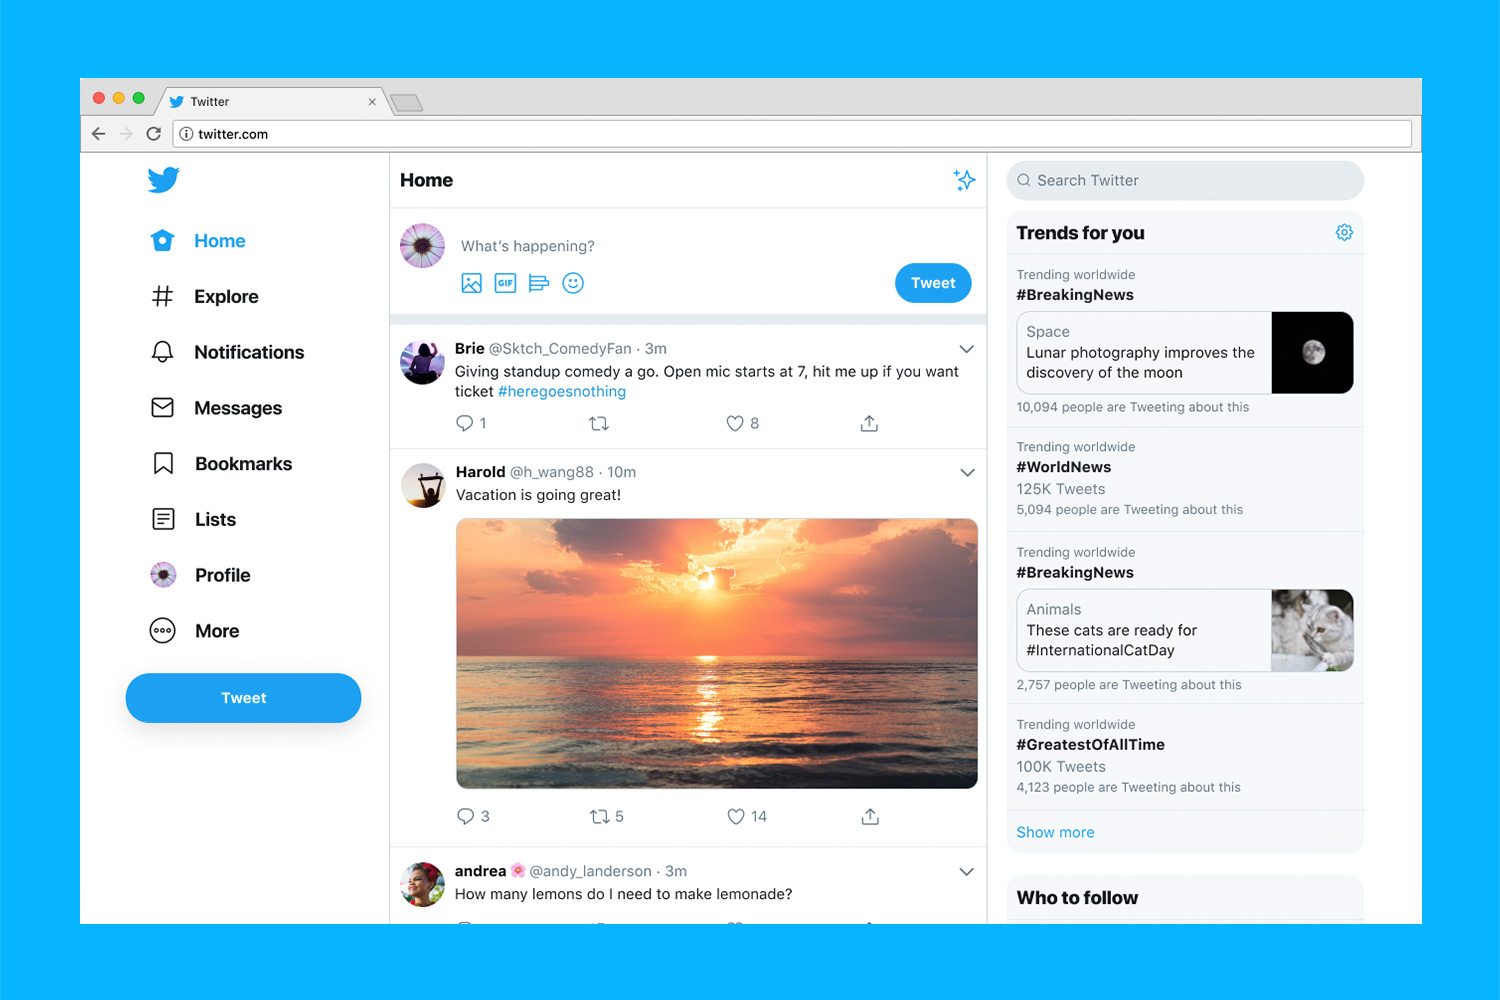 Twitter
twitter.com
Home
Explore
Notifications
Messages
Bookmarks
Lists
Profile
More
Tweet
Home
What's happening?
GIF
Tweet
Brie @Sktch_ComedyFan · 3m
Giving standup comedy a go. Open mic starts at 7, hit me up if you want
ticket #heregoesnothing
1
8
Harold @h_wang88 · 10m
Vacation is going great!
3
5
14
andrea 🌸 @andy_landerson · 3m
How many lemons do I need to make lemonade?
Search Twitter
Trends for you
Trending worldwide
#BreakingNews
Space
Lunar photography improves the
discovery of the moon
10,094 people are Tweeting about this
Trending worldwide
#WorldNews
125K Tweets
5,094 people are Tweeting about this
Trending worldwide
#BreakingNews
Animals
These cats are ready for
#InternationalCatDay
2,757 people are Tweeting about this
Trending worldwide
#GreatestOfAllTime
100K Tweets
4,123 people are Tweeting about this
Show more
Who to follow